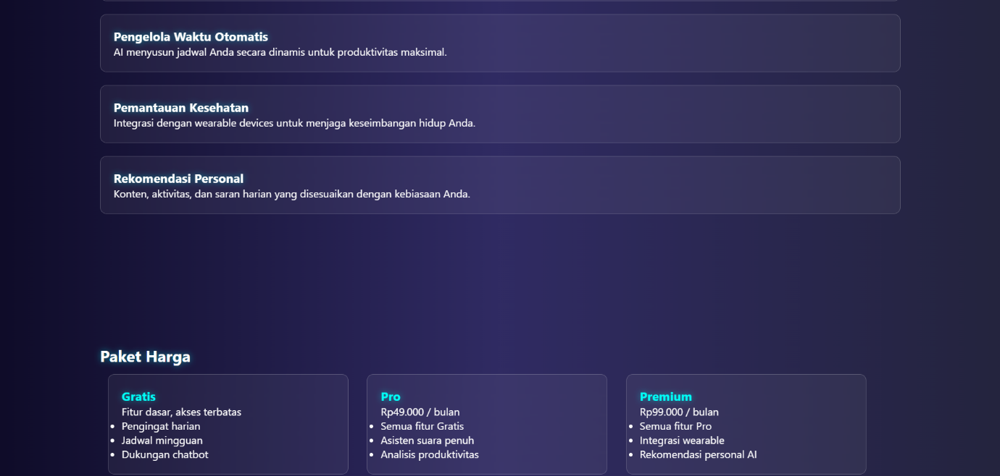 Pengelola Waktu Otomatis
AI menyusun jadwal Anda secara dinamis untuk produktivitas maksimal.
Pemantauan Kesehatan
Integrasi dengan wearable devices untuk menjaga keseimbangan hidup Anda.
Rekomendasi Personal
Konten, aktivitas, dan saran harian yang disesuaikan dengan kebiasaan Anda.
Paket Harga
Gratis
Fitur dasar, akses terbatas
• Pengingat harian
• Jadwal mingguan
• Dukungan chatbot
Pro
Rp49.000 / bulan
• Semua fitur Gratis
• Asisten suara penuh
• Analisis produktivitas
Premium
Rp99.000 / bulan
• Semua fitur Pro
• Integrasi wearable
• Rekomendasi personal AI